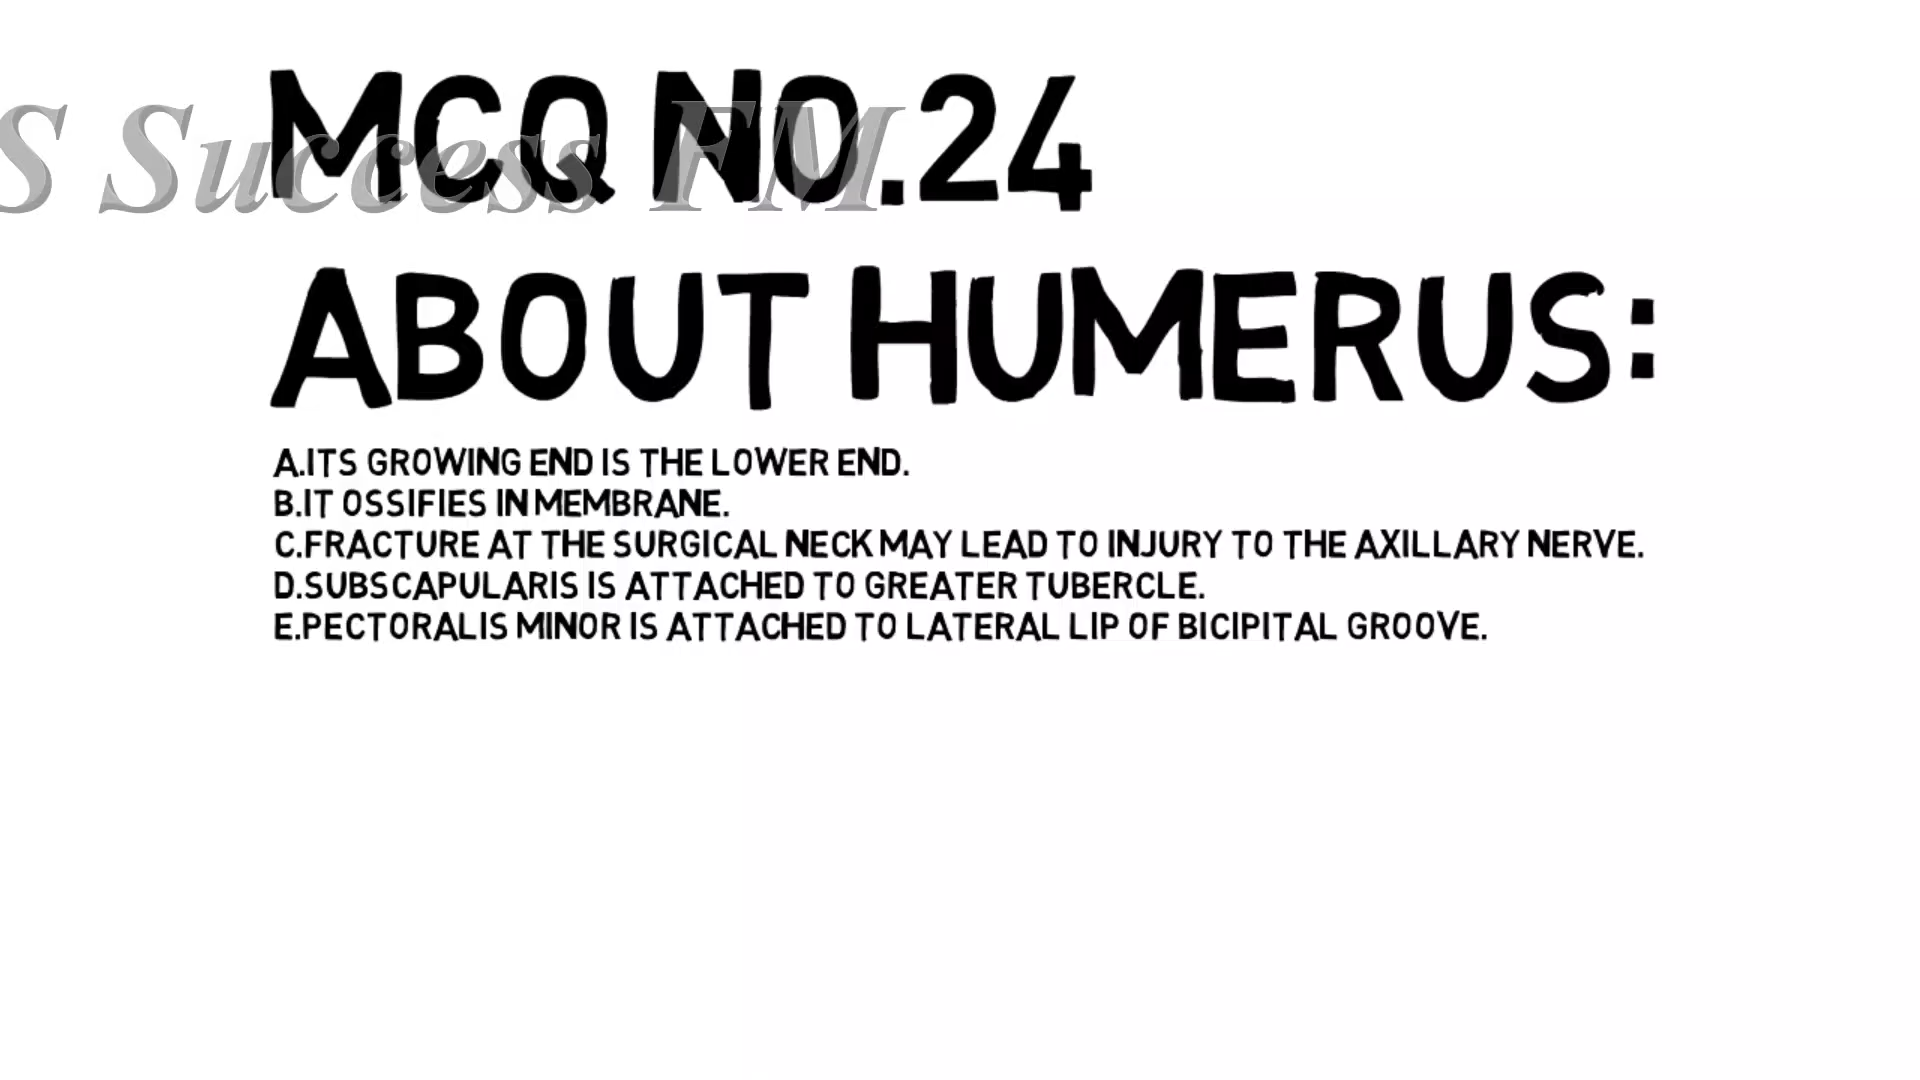 MCQ NO.24
S Success FM
ABOUT HUMERUS:
A.ITS GROWING END IS THE LOWER END.
B.IT OSSIFIES IN MEMBRANE.
C.FRACTURE AT THE SURGICAL NECK MAY LEAD TO INJURY TO THE AXILLARY NERVE.
D.SUBSCAPULARIS IS ATTACHED TO GREATER TUBERCLE.
E.PECTORALIS MINOR IS ATTACHED TO LATERAL LIP OF BICIPITAL GROOVE.